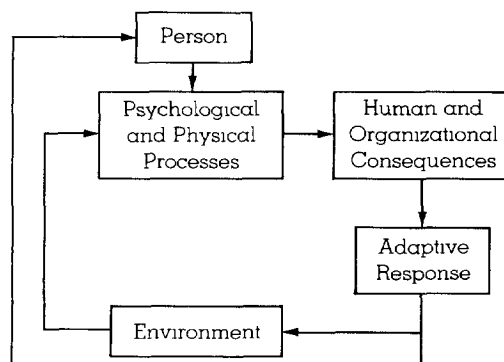 Person
Psychological
and Physical
Processes
Human and
Organizational
Consequences
Adaptive
Response
Environment